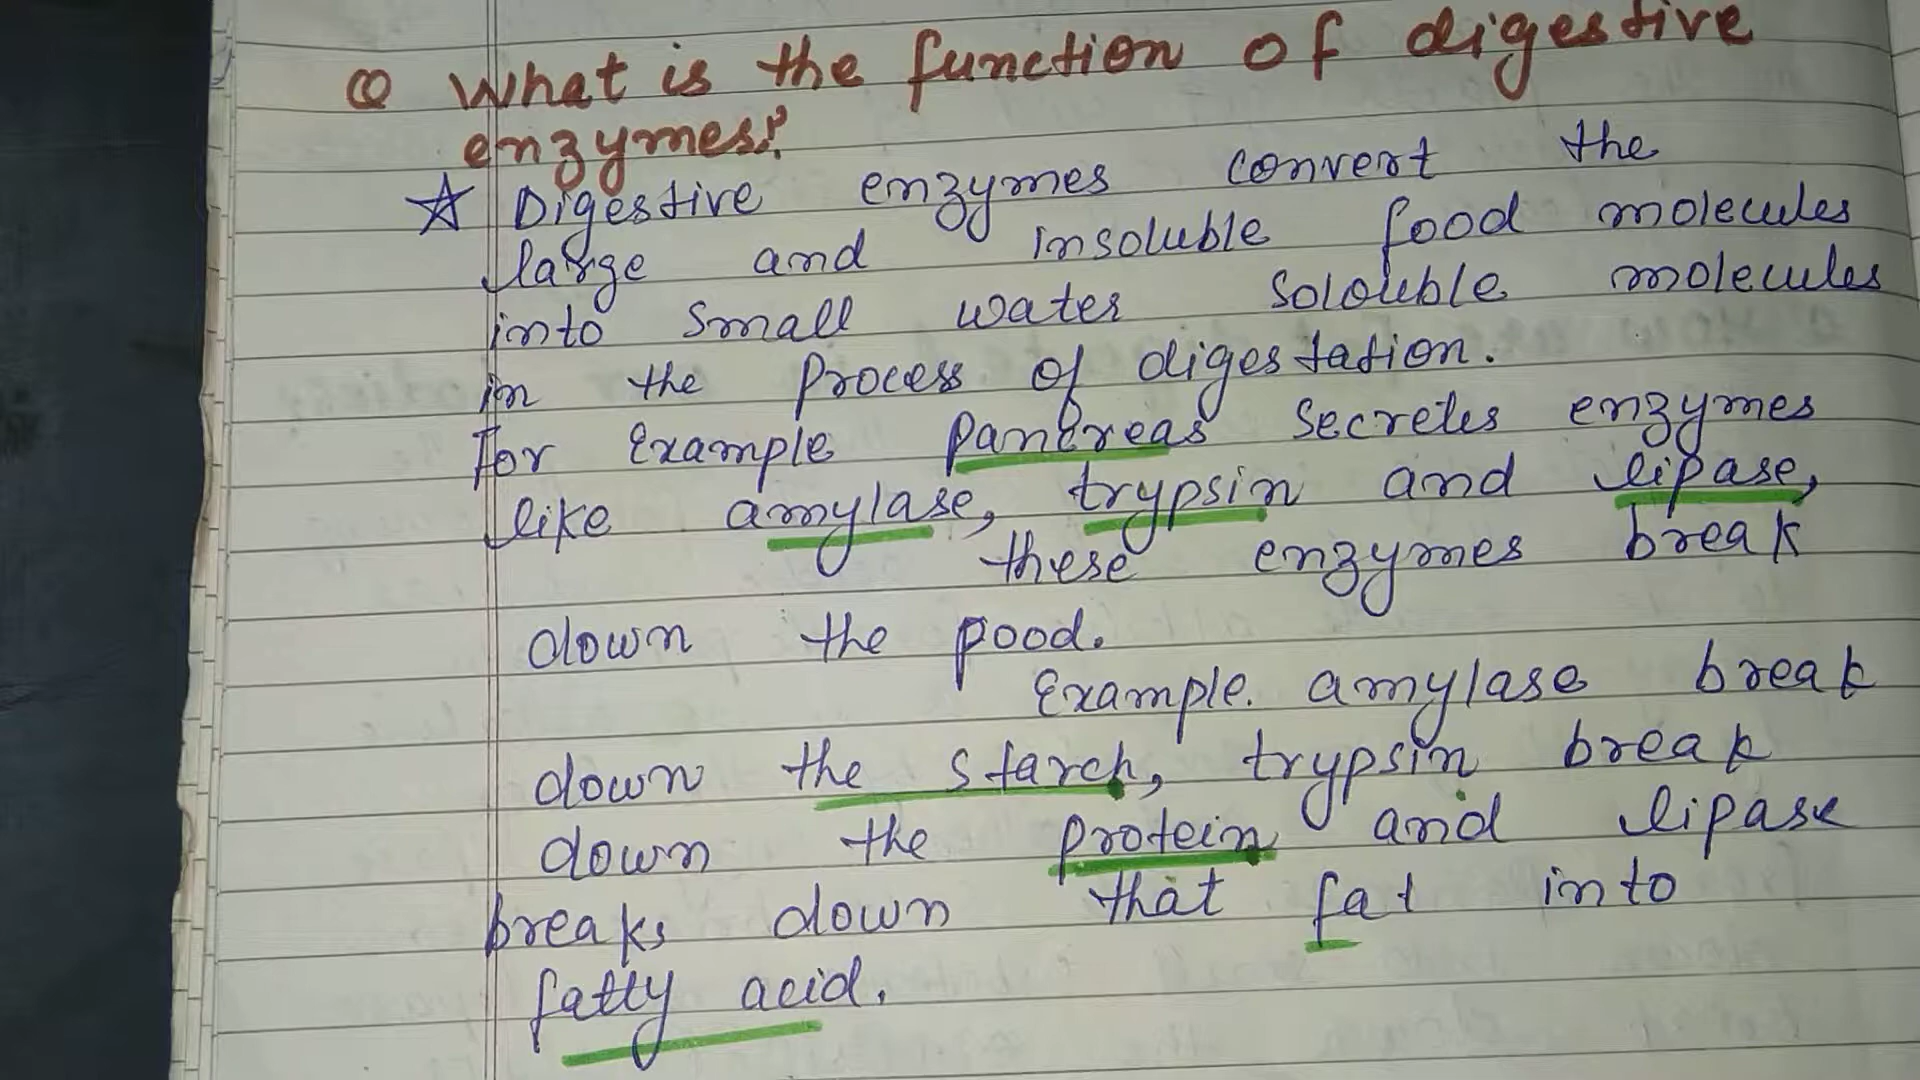 Q What is the function of digestive
enzymes?
☆ Digestive enzymes convert the
large and insoluble food molecules
into small water soluble molecules
in the process of digestation.
For Example pancreas secretes enzymes
like amylase, trypsin and lipase,
these enzymes break
down the pood.
Example. amylase break
down the starch, trypsin break
down the protein and lipase
breaks down that fat into
fatty acid.